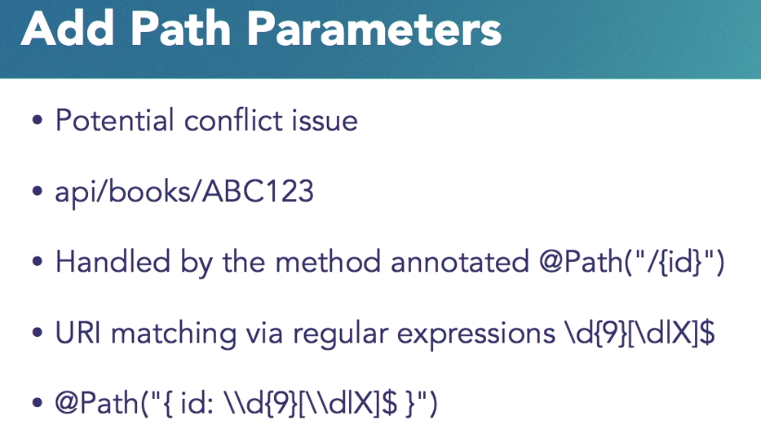 Add Path Parameters
• Potential conflict issue
• api/books/ABC123
• Handled by the method annotated @Path("/{id}")
• URI matching via regular expressions \d{9}[\d|X]$
• @Path("{ id: \\d{9}[\\d|X]$ }")